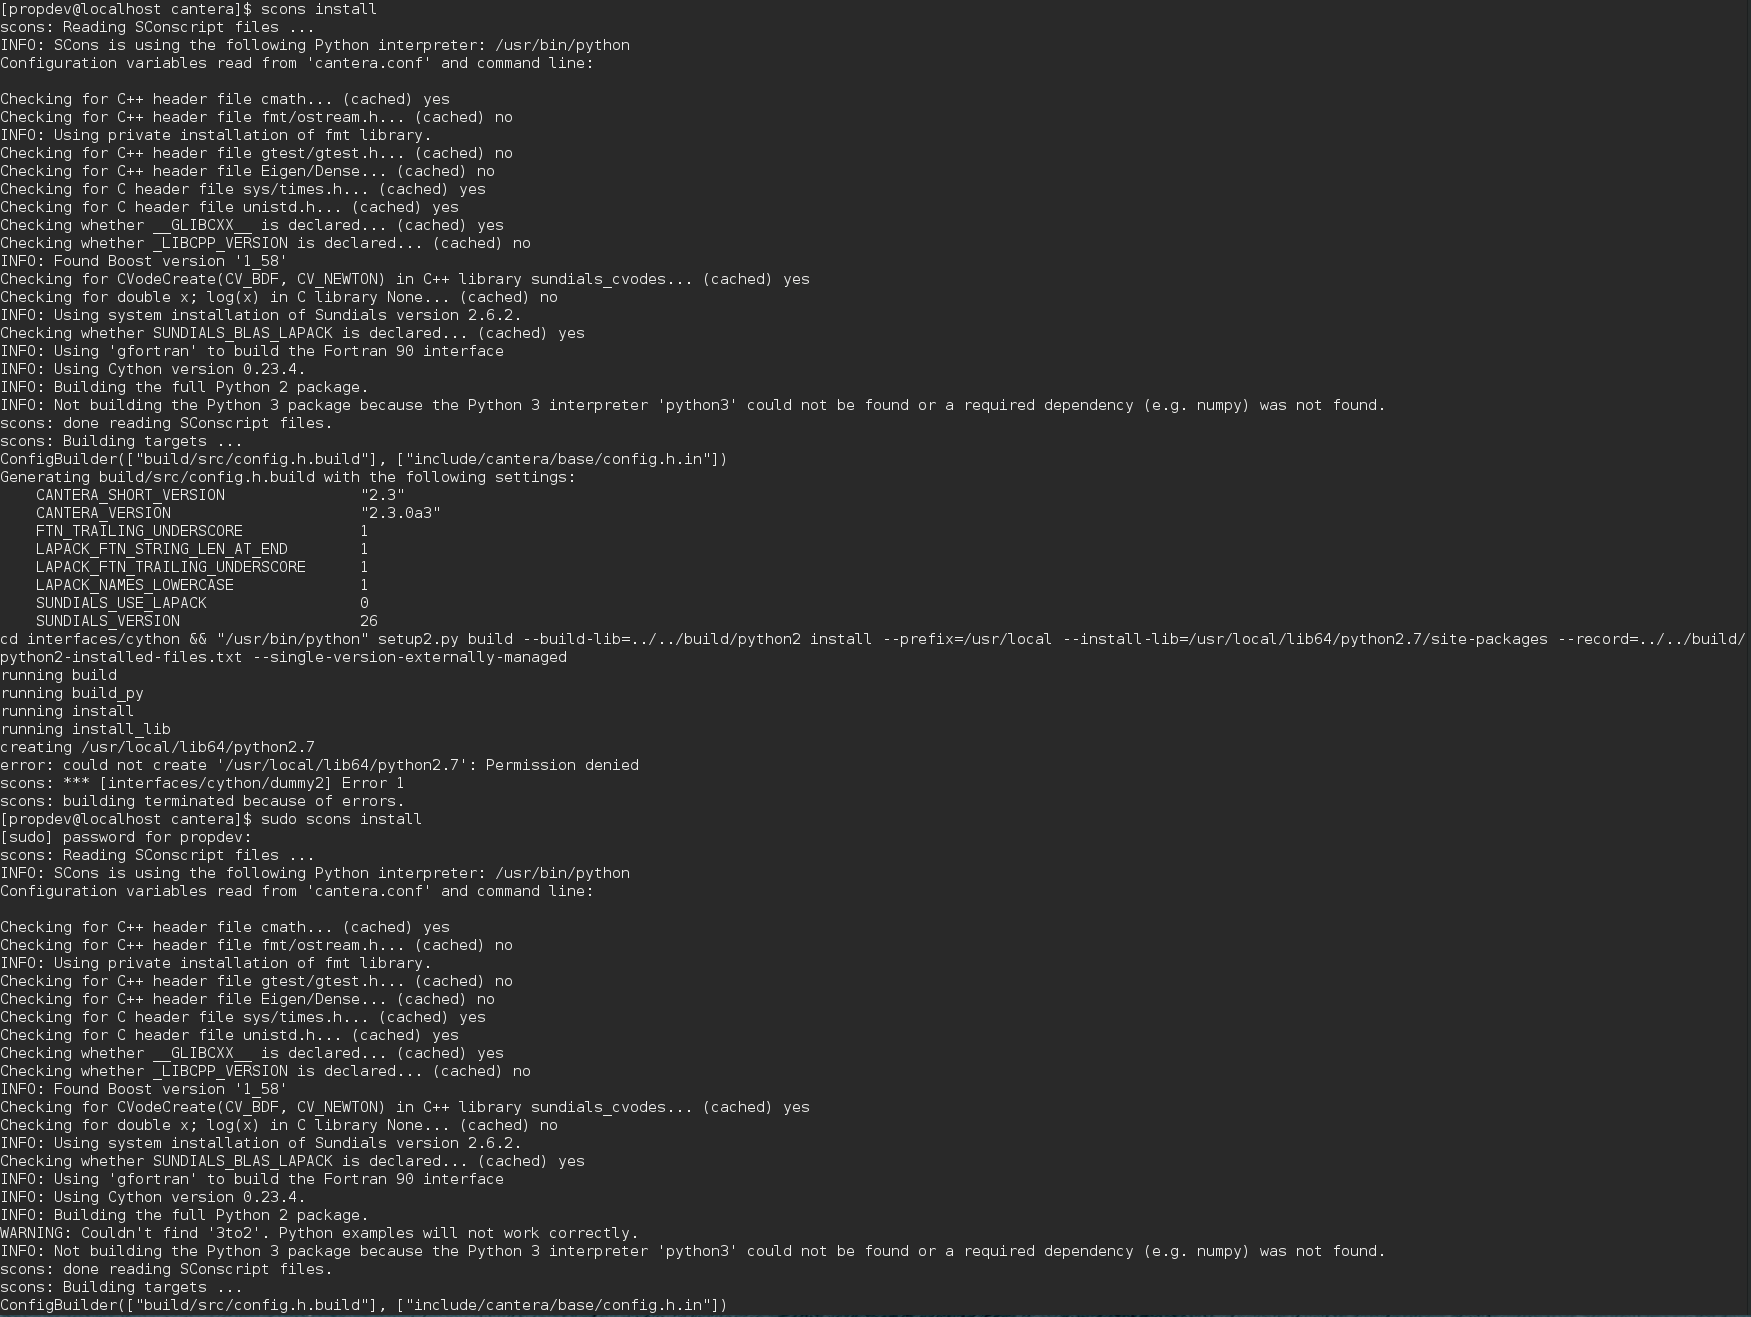 [propdev@localhost cantera]$ scons install
scons: Reading SConscript files ...
INFO: SCons is using the following Python interpreter: /usr/bin/python
Configuration variables read from 'cantera.conf' and command line:

Checking for C++ header file cmath... (cached) yes
Checking for C++ header file fmt/ostream.h... (cached) no
INFO: Using private installation of fmt library.
Checking for C++ header file gtest/gtest.h... (cached) no
Checking for C++ header file Eigen/Dense... (cached) no
Checking for C header file sys/times.h... (cached) yes
Checking for C header file unistd.h... (cached) yes
Checking whether __GLIBCXX__ is declared... (cached) yes
Checking whether _LIBCPP_VERSION is declared... (cached) no
INFO: Found Boost version '1_58'
Checking for CVodeCreate(CV_BDF, CV_NEWTON) in C++ library sundials_cvodes... (cached) yes
Checking for double x; log(x) in C library None... (cached) no
INFO: Using system installation of Sundials version 2.6.2.
Checking whether SUNDIALS_BLAS_LAPACK is declared... (cached) yes
INFO: Using 'gfortran' to build the Fortran 90 interface
INFO: Using Cython version 0.23.4.
INFO: Building the full Python 2 package.
INFO: Not building the Python 3 package because the Python 3 interpreter 'python3' could not be found or a required dependency (e.g. numpy) was not found.
scons: done reading SConscript files.
scons: Building targets ...
ConfigBuilder(["build/src/config.h.build"], ["include/cantera/base/config.h.in"])
Generating build/src/config.h.build with the following settings:
    CANTERA_SHORT_VERSION               "2.3"
    CANTERA_VERSION                     "2.3.0a3"
    FTN_TRAILING_UNDERSCORE             1
    LAPACK_FTN_STRING_LEN_AT_END        1
    LAPACK_FTN_TRAILING_UNDERSCORE      1
    LAPACK_NAMES_LOWERCASE              1
    SUNDIALS_USE_LAPACK                 0
    SUNDIALS_VERSION                    26
cd interfaces/cython && "/usr/bin/python" setup2.py build --build-lib=../../build/python2 install --prefix=/usr/local --install-lib=/usr/local/lib64/python2.7/site-packages --record=../../build/
python2-installed-files.txt --single-version-externally-managed
running build
running build_py
running install
running install_lib
creating /usr/local/lib64/python2.7
error: could not create '/usr/local/lib64/python2.7': Permission denied
scons: *** [interfaces/cython/dummy2] Error 1
scons: building terminated because of errors.
[propdev@localhost cantera]$ sudo scons install
[sudo] password for propdev:
scons: Reading SConscript files ...
INFO: SCons is using the following Python interpreter: /usr/bin/python
Configuration variables read from 'cantera.conf' and command line:

Checking for C++ header file cmath... (cached) yes
Checking for C++ header file fmt/ostream.h... (cached) no
INFO: Using private installation of fmt library.
Checking for C++ header file gtest/gtest.h... (cached) no
Checking for C++ header file Eigen/Dense... (cached) no
Checking for C header file sys/times.h... (cached) yes
Checking for C header file unistd.h... (cached) yes
Checking whether __GLIBCXX__ is declared... (cached) yes
Checking whether _LIBCPP_VERSION is declared... (cached) no
INFO: Found Boost version '1_58'
Checking for CVodeCreate(CV_BDF, CV_NEWTON) in C++ library sundials_cvodes... (cached) yes
Checking for double x; log(x) in C library None... (cached) no
INFO: Using system installation of Sundials version 2.6.2.
Checking whether SUNDIALS_BLAS_LAPACK is declared... (cached) yes
INFO: Using 'gfortran' to build the Fortran 90 interface
INFO: Using Cython version 0.23.4.
INFO: Building the full Python 2 package.
WARNING: Couldn't find '3to2'. Python examples will not work correctly.
INFO: Not building the Python 3 package because the Python 3 interpreter 'python3' could not be found or a required dependency (e.g. numpy) was not found.
scons: done reading SConscript files.
scons: Building targets ...
ConfigBuilder(["build/src/config.h.build"], ["include/cantera/base/config.h.in"])